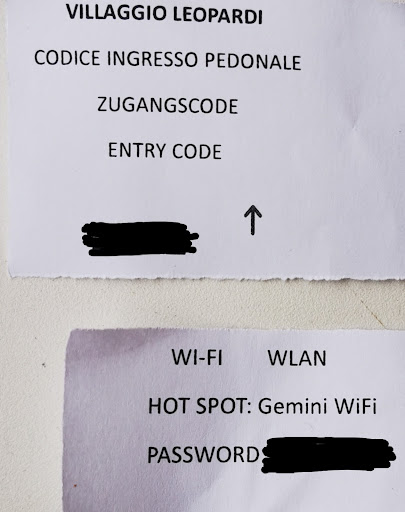 VILLAGGIO LEOPARDI
CODICE INGRESSO PEDONALE
ZUGANGSCODE
ENTRY CODE
↑
WI-FI WLAN
HOT SPOT: Gemini WiFi
PASSWORD